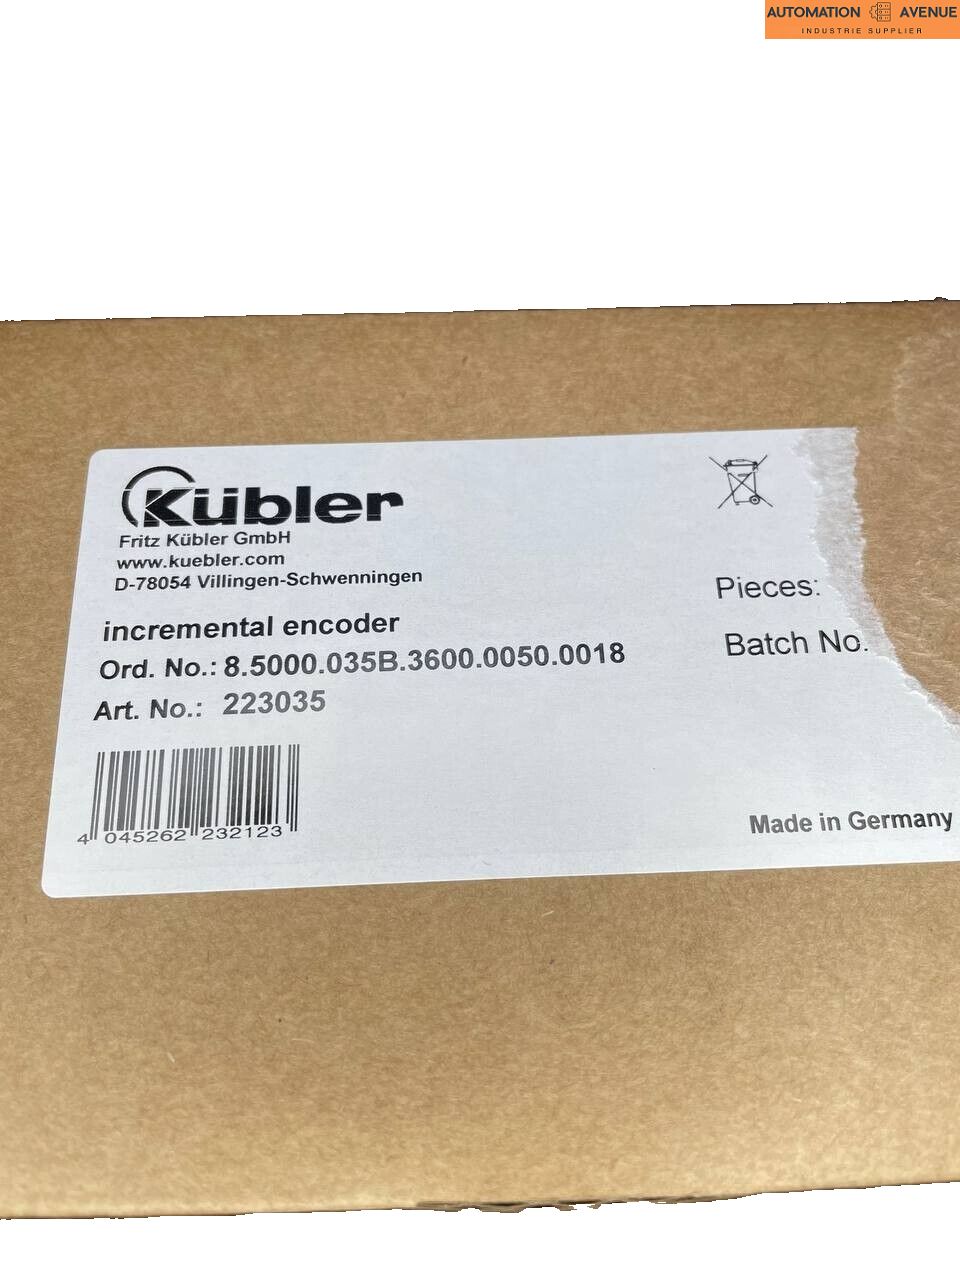 AUTOMATION AVENUE
INDUSTRIE SUPPLIER
Kübler
Fritz Kübler GmbH
www.kuebler.com
D-78054 Villingen-Schwenningen
incremental encoder
Ord. No.: 8.5000.035B.3600.0050.0018
Art. No.: 223035
4 045262 232123
Pieces:
Batch No.
Made in Germany